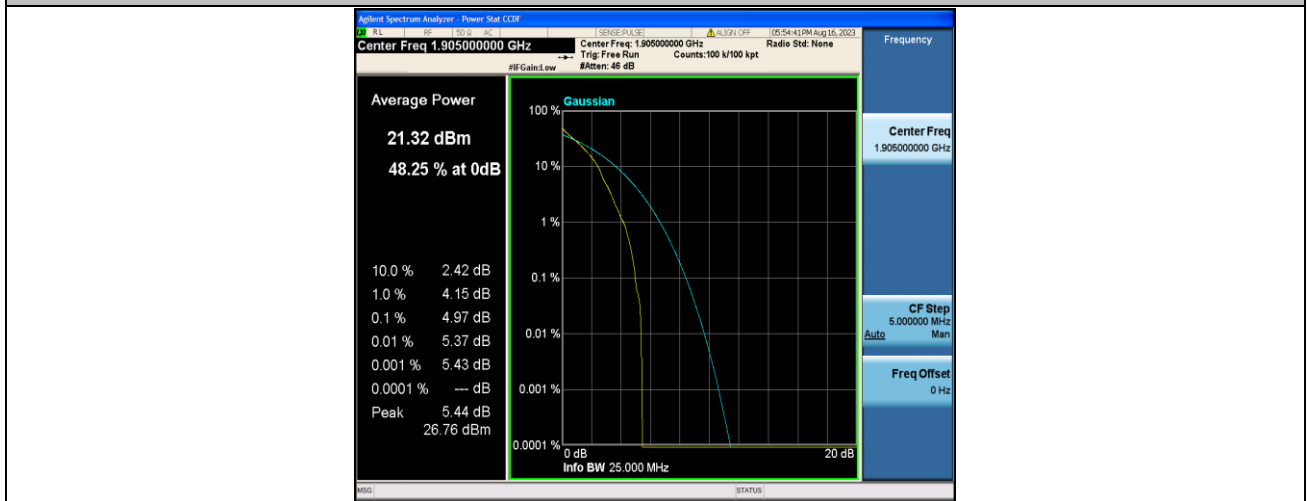 Agilent Spectrum Analyzer - Power Stat CCDF
LXI RL RF 50 Ω AC SENSE:PULSE ALIGN OFF 05:54:41 PM Aug 16, 2023
Center Freq 1.905000000 GHz
Center Freq: 1.905000000 GHz Radio Std: None
Trig: Free Run Counts:100 k/100 kpt
#IFGain:Low #Atten: 46 dB
Frequency
Average Power
21.32 dBm
48.25 % at 0dB
10.0 % 2.42 dB
1.0 % 4.15 dB
0.1 % 4.97 dB
0.01 % 5.37 dB
0.001 % 5.43 dB
0.0001 % --- dB
Peak 5.44 dB
26.76 dBm
Gaussian
100 %
10 %
1 %
0.1 %
0.01 %
0.001 %
0.0001 %
0 dB 20 dB
Info BW 25.000 MHz
Center Freq
1.905000000 GHz
CF Step
5.000000 MHz
Auto Man
Freq Offset
0 Hz
MSG STATUS